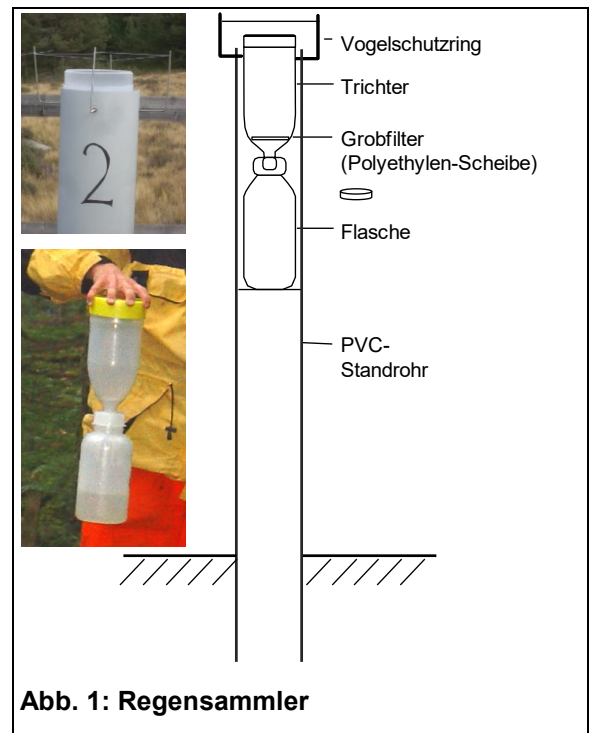 2
Vogelschutzring
Trichter
Grobfilter
(Polyethylen-Scheibe)
Flasche
PVC-
Standrohr
Abb. 1: Regensammler